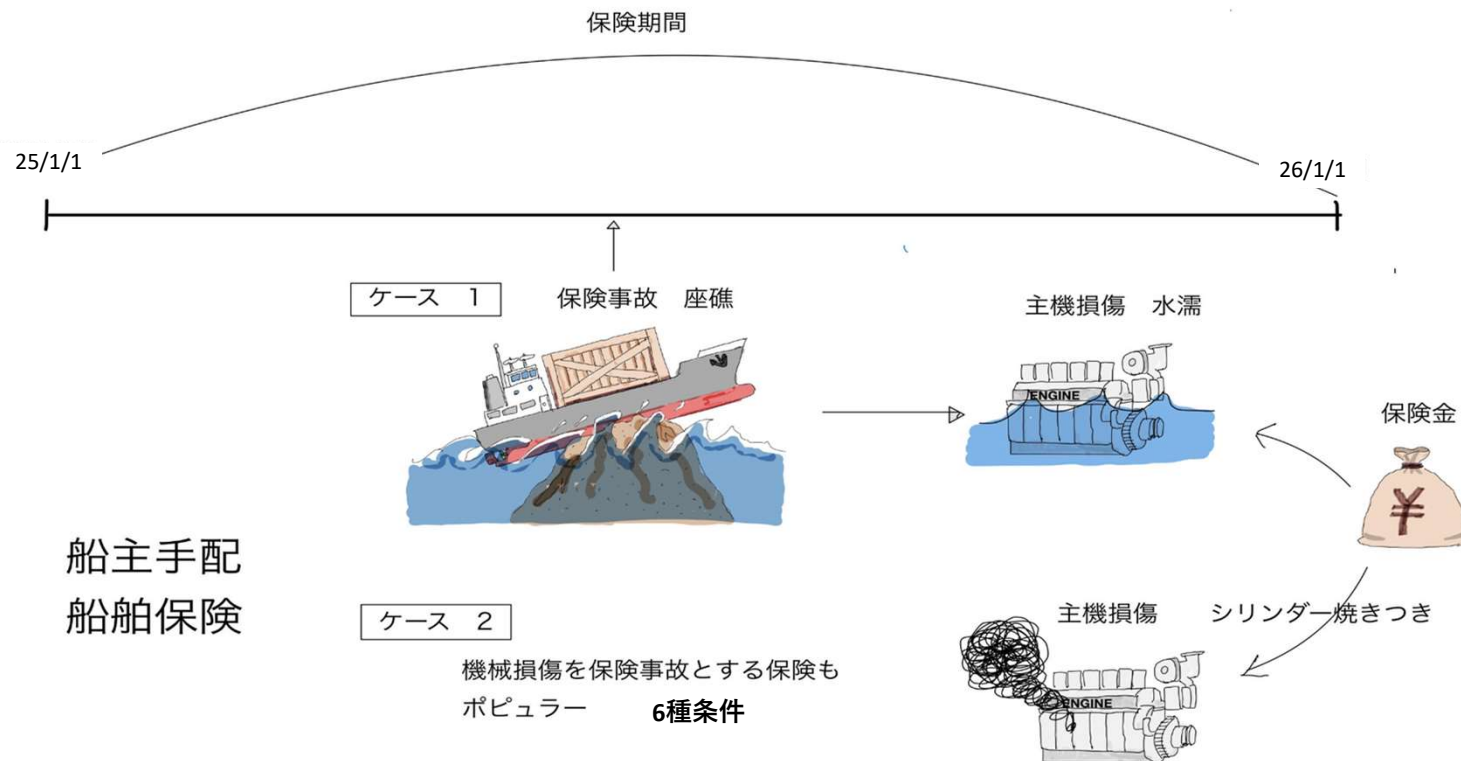 保険期間
25/1/1
26/1/1
ケース 1
保険事故 座礁
主機損傷 水濡
ENGINE
保険金
¥
船主手配
船舶保険
ケース 2
主機損傷 シリンダー焼きつき
機械損傷を保険事故とする保険も
ポピュラー 6種条件
ENGINE